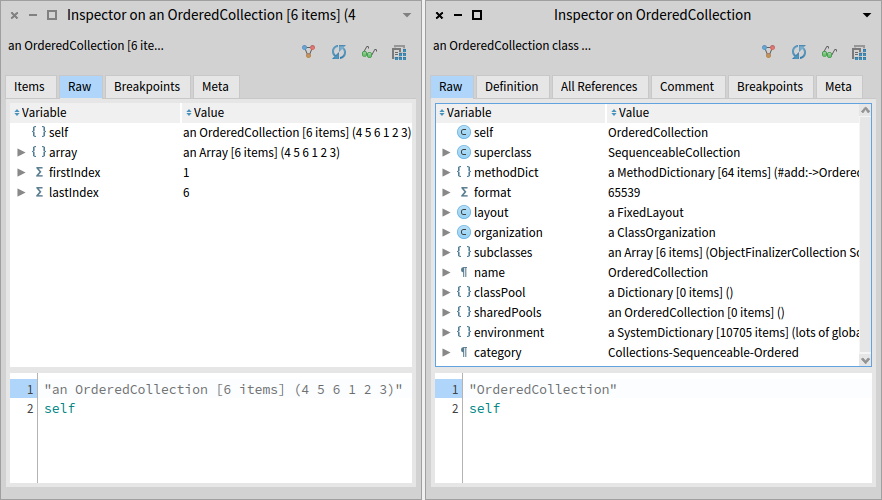 Inspector on an OrderedCollection [6 items] (4
an OrderedCollection [6 ite...
Items Raw Breakpoints Meta
Variable Value
{ } self an OrderedCollection [6 items] (4 5 6 1 2 3)
{ } array an Array [6 items] (4 5 6 1 2 3)
Σ firstIndex 1
Σ lastIndex 6
1 "an OrderedCollection [6 items] (4 5 6 1 2 3)"
2 self
Inspector on OrderedCollection
an OrderedCollection class ...
Raw Definition All References Comment Breakpoints Meta
Variable Value
C self OrderedCollection
C superclass SequenceableCollection
{ } methodDict a MethodDictionary [64 items] (#add:->Ordered
Σ format 65539
C layout a FixedLayout
C organization a ClassOrganization
{ } subclasses an Array [6 items] (ObjectFinalizerCollection So
¶ name OrderedCollection
{ } classPool a Dictionary [0 items] ()
{ } sharedPools an OrderedCollection [0 items] ()
{ } environment a SystemDictionary [10705 items] (lots of globa
¶ category Collections-Sequenceable-Ordered
1 "OrderedCollection"
2 self